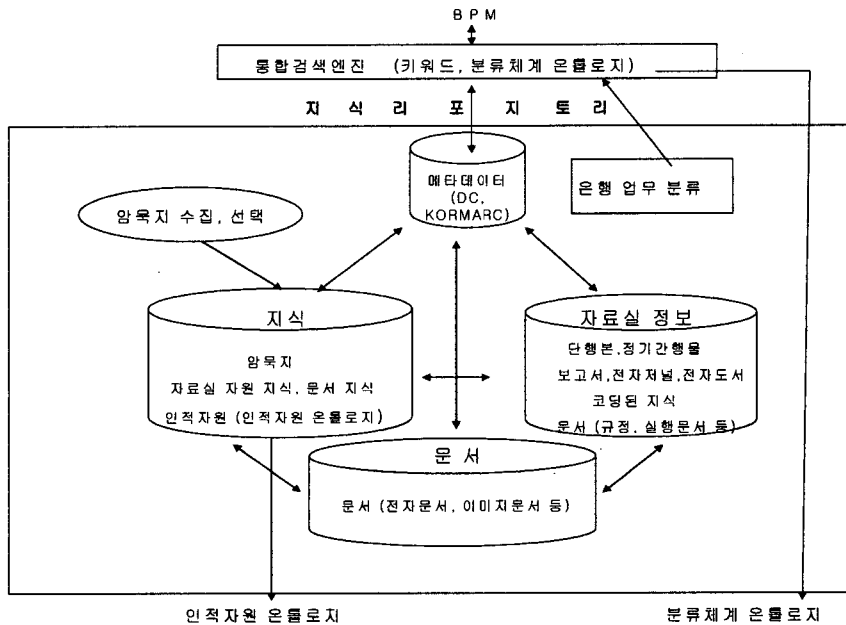 B P M
통합검색엔진 (키워드, 분류체계 온톨로지)
지 식 리 포 지 토 리
메타데이터
(DC,
KORMARC)
은행 업무 분류
암묵지 수집, 선택
지식
암묵지
자료실 자원 지식, 문서 지식
인적자원 (인적자원 온톨로지)
자료실 정보
단행본,정기간행물
보고서,전자저널,전자도서
코딩된 지식
문서 (규정, 실행문서 등)
문 서
문서 (전자문서, 이미지문서 등)
인적자원 온톨로지
분류체계 온톨로지